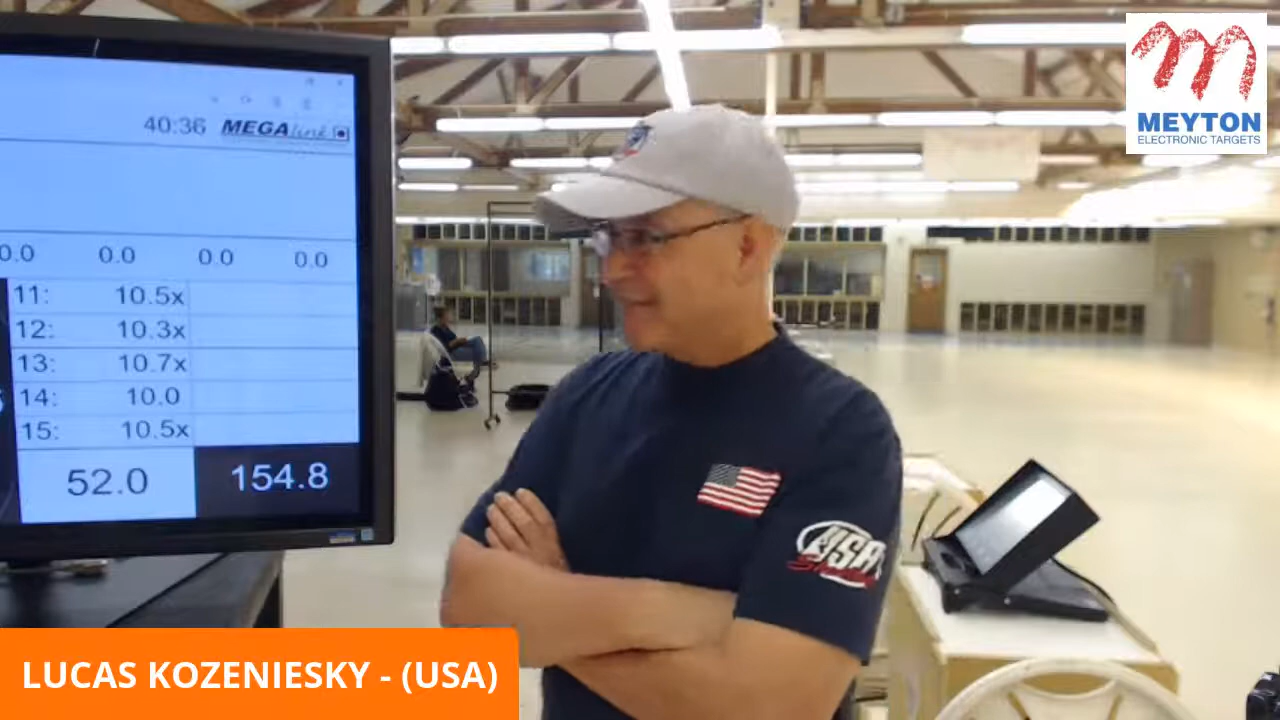 40:36 MEGAlink
0.0 0.0 0.0 0.0
11: 10.5x
12: 10.3x
13: 10.7x
14: 10.0
15: 10.5x
52.0 154.8
MEYTON
ELECTRONIC TARGETS
USA
LUCAS KOZENIESKY - (USA)